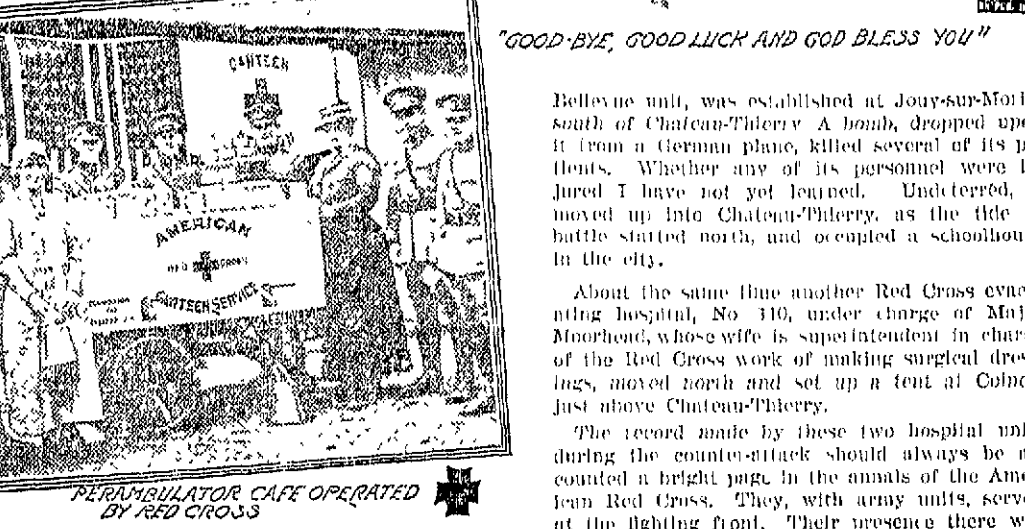 "GOOD-BYE, GOOD LUCK AND GOD BLESS YOU"
CANTEEN
AMERICAN
RED CROSS
CANTEEN SERVICE
PERAMBULATOR CAFE OPERATED
BY RED CROSS
Bellevue unit, was established at Jouy-sur-Mori
south of Chateau-Thierry A bomb, dropped upo
it from a German plane, killed several of its p
tients. Whether any of its personnel were i
jured I have not yet learned. Undeterred,
moved up into Chateau-Thierry, as the tide
battle started north, and occupied a schoolhou
in the city.
About the same time another Red Cross evac
ating hospital, No 110, under charge of Maj
Moorhead, whose wife is superintendent in char
of the Red Cross work of making surgical dres
ings, moved north and set up a tent at Coinc
just above Chateau-Thierry.
The record made by these two hospital uni
during the counter-attack should always be a
counted a bright page in the annals of the Ame
ican Red Cross. They, with army units, serve
at the fighting front. Their presence there w